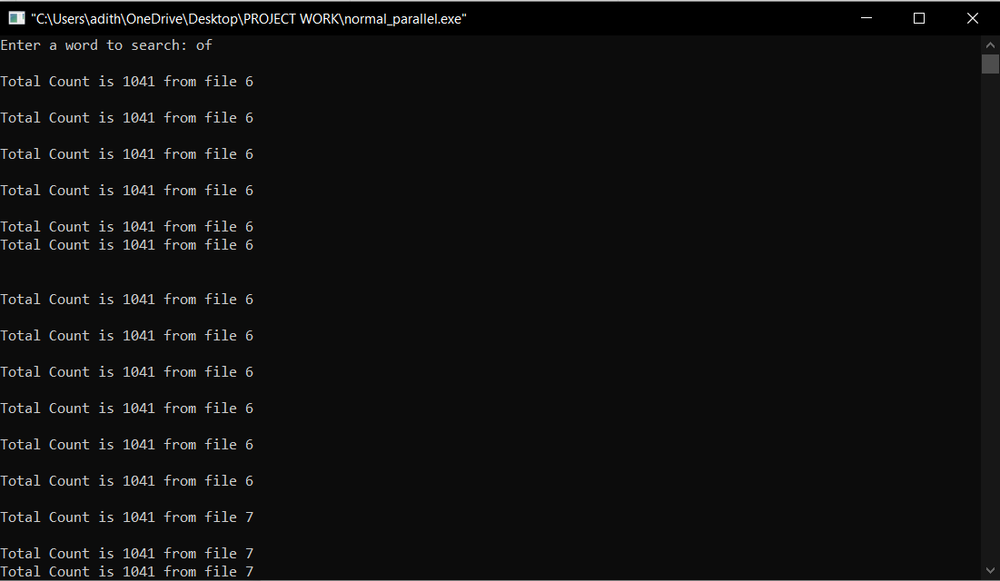 "C:\Users\adith\OneDrive\Desktop\PROJECT WORK\normal_parallel.exe"
Enter a word to search: of
Total Count is 1041 from file 6
Total Count is 1041 from file 6
Total Count is 1041 from file 6
Total Count is 1041 from file 6
Total Count is 1041 from file 6
Total Count is 1041 from file 6
Total Count is 1041 from file 6
Total Count is 1041 from file 6
Total Count is 1041 from file 6
Total Count is 1041 from file 6
Total Count is 1041 from file 6
Total Count is 1041 from file 6
Total Count is 1041 from file 7
Total Count is 1041 from file 7
Total Count is 1041 from file 7